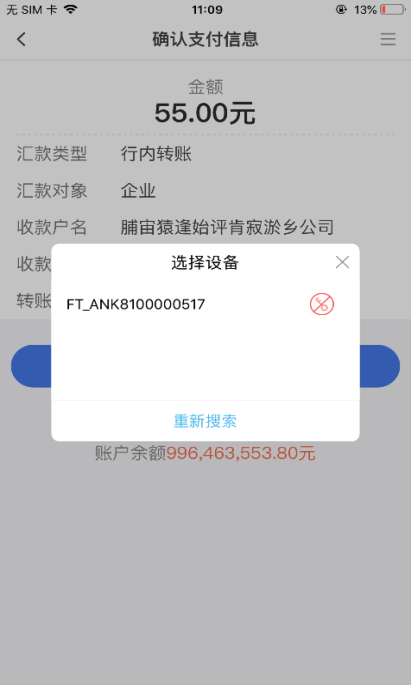 无 SIM 卡 11:09 13%
确认支付信息
金额
55.00元
汇款类型 行内转账
汇款对象 企业
收款户名 脯宙猿逢始评肯寂淤乡公司
收款
选择设备
转账
FT_ANK8100000517
重新搜索
账户余额996,463,553.80元